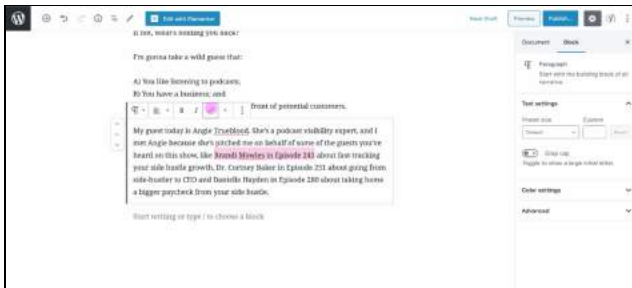 Edit with Elementor
Save Draft
Preview
Publish...
Document
Block
If not, what's holding you back?
I'm gonna take a wild guess that:
A) You like listening to podcasts;
B) You have a business; and
front of potential customers.
My guest today is Angie Trueblood. She's a podcast visibility expert, and I
met Angie because she's pitched me on behalf of some of the guests you've
heard on this show, like Brandi Mowles in Episode 243 about fast-tracking
your side hustle growth, Dr. Cortney Baker in Episode 251 about going from
side-hustler to CEO and Danielle Hayden in Episode 280 about taking home
a bigger paycheck from your side hustle.
Start writing or type / to choose a block
Paragraph
Start with the building block of all
narrative.
Text settings
Preset size
Custom
Default
Reset
Drop cap
Toggle to show a large initial letter.
Color settings
Advanced